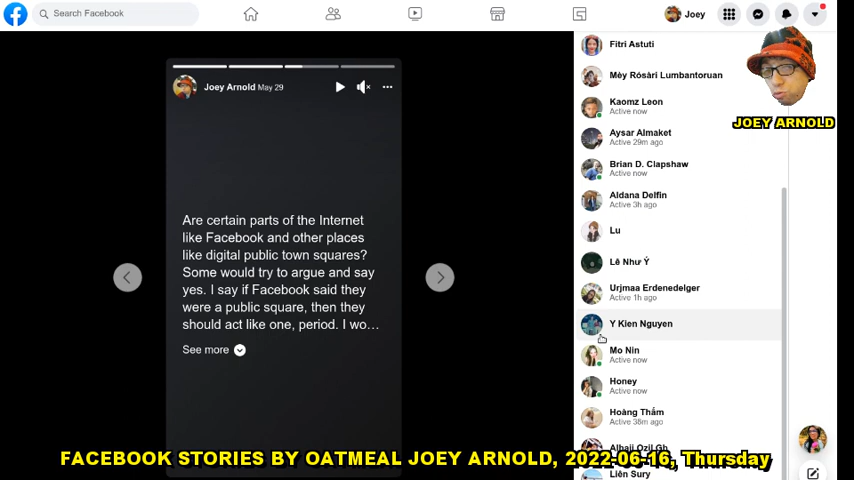 Search Facebook
Joey
Joey Arnold May 29
Are certain parts of the Internet
like Facebook and other places
like digital public town squares?
Some would try to argue and say
yes. I say if Facebook said they
were a public square, then they
should act like one, period. I wo...
See more
Fitri Astuti
Mèy Rósàrí Lumbantoruan
Kaomz Leon
Active now
Aysar Almaket
Active 29m ago
Brian D. Clapshaw
Active now
Aldana Delfin
Active 3h ago
Lu
Lê Như Ý
Urjmaa Erdenedelger
Active 1h ago
Y Kien Nguyen
Mo Nin
Active now
Honey
Active now
Hoàng Thắm
Active 38m ago
Liên Sury
JOEY ARNOLD
FACEBOOK STORIES BY OATMEAL JOEY ARNOLD, 2022-06-16, Thursday